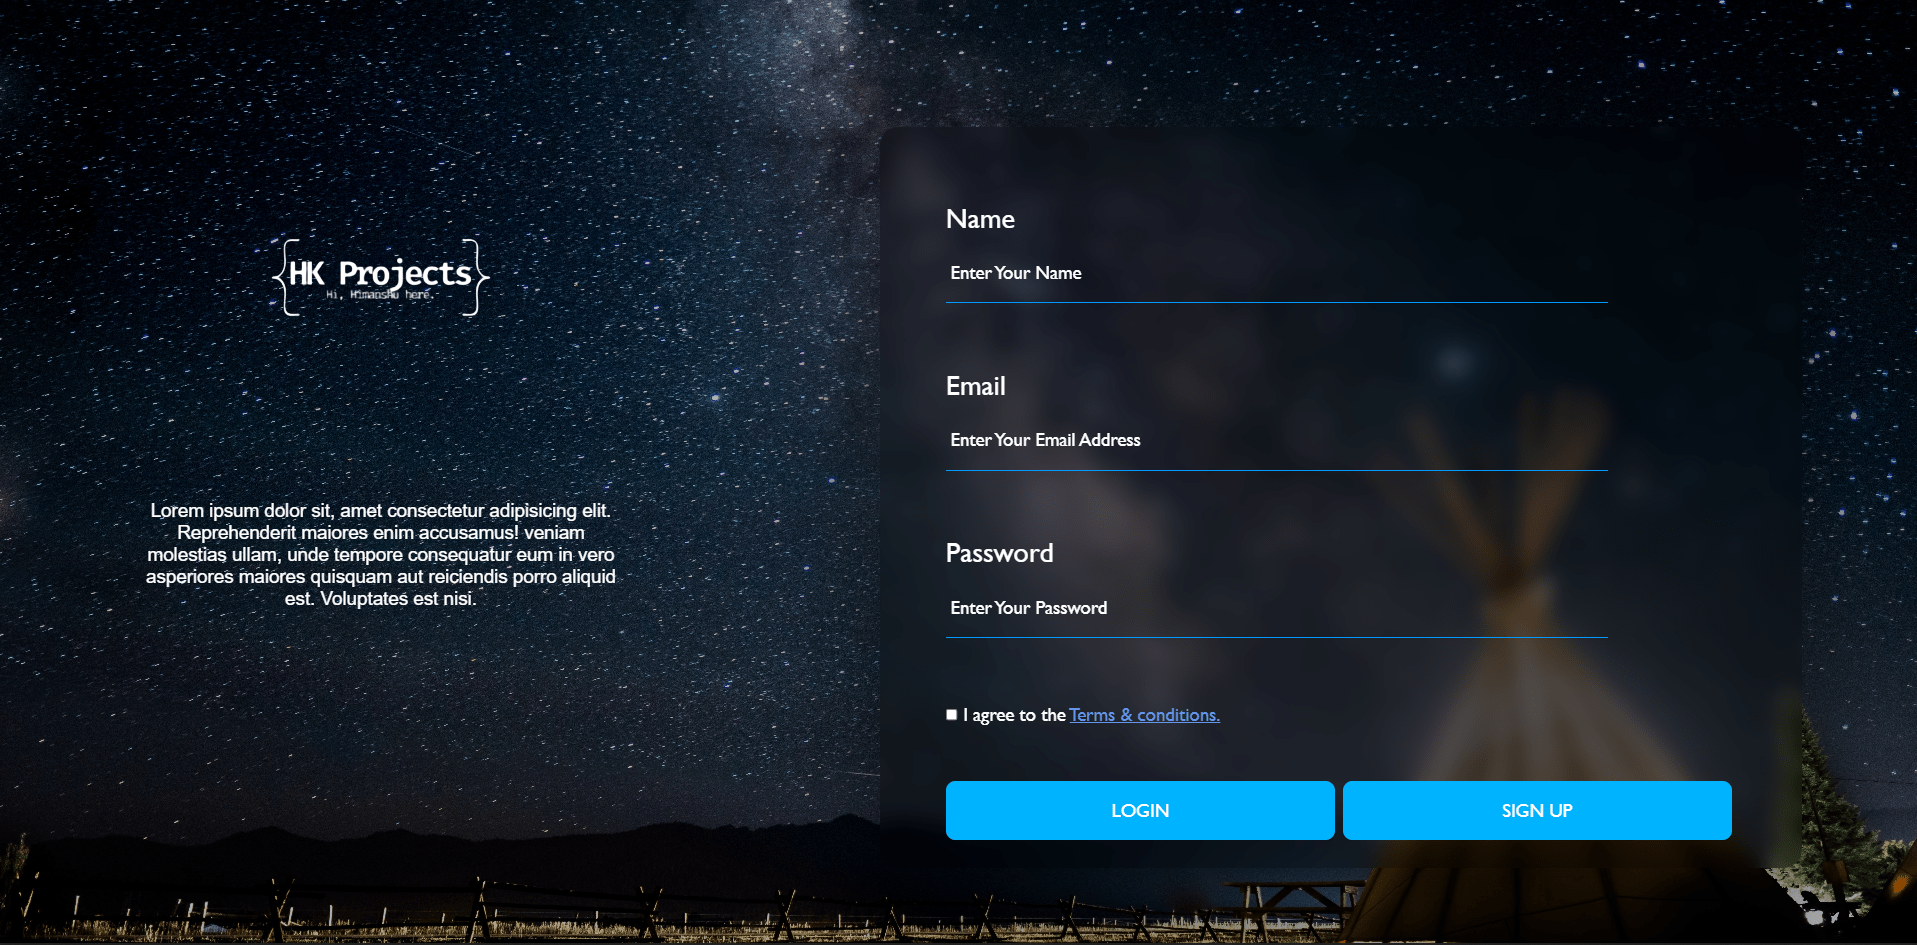 HK Projects
Hi, Himanshu here.
Lorem ipsum dolor sit, amet consectetur adipisicing elit.
Reprehenderit maiores enim accusamus! veniam
molestias ullam, unde tempore consequatur eum in vero
asperiores maiores quisquam aut reiciendis porro aliquid
est. Voluptates est nisi.
Name
Enter Your Name
Email
Enter Your Email Address
Password
Enter Your Password
I agree to the Terms & conditions.
LOGIN
SIGN UP